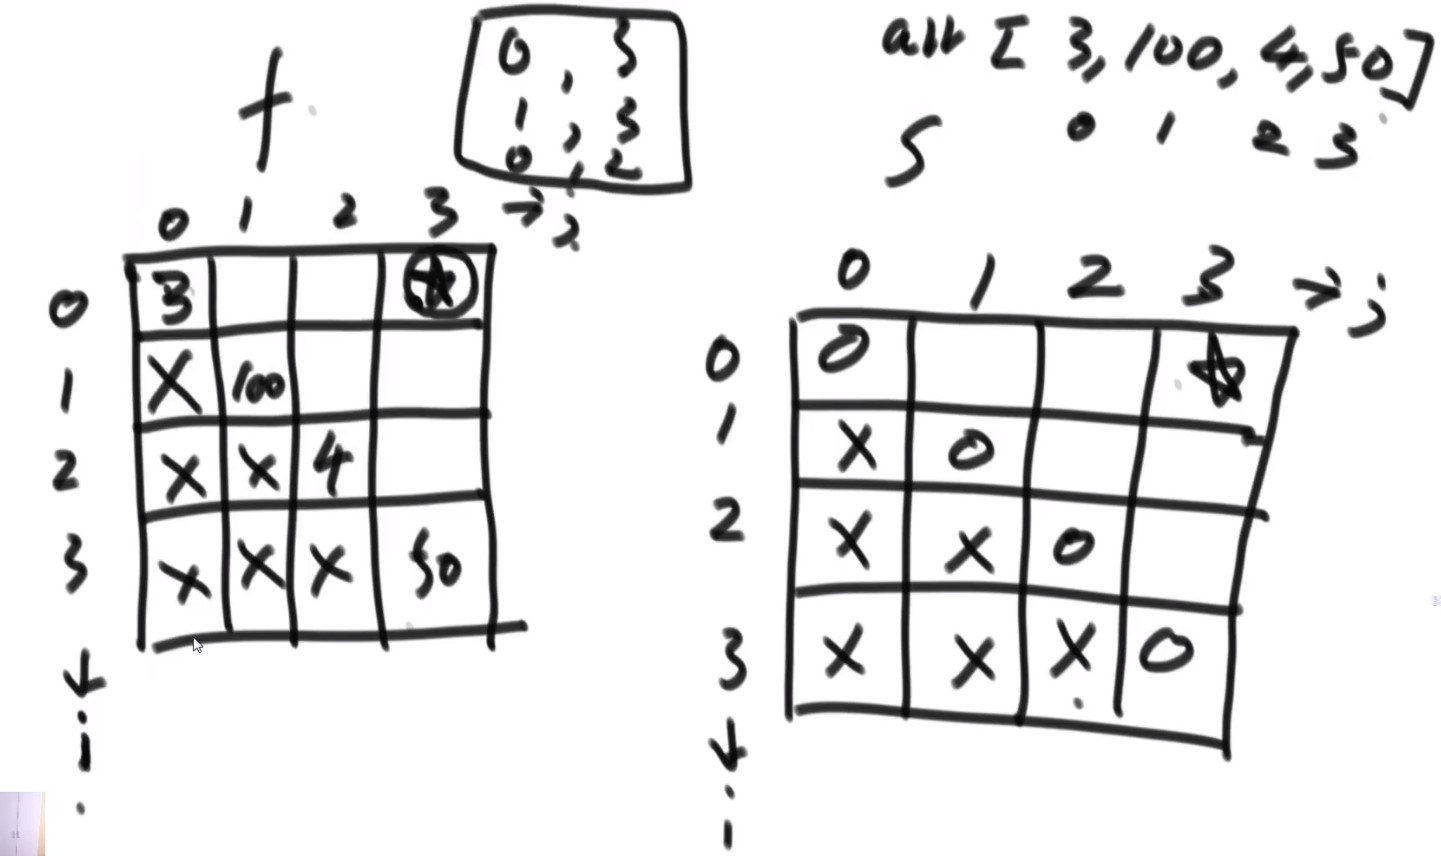 0 , 3
1 , 3
0 , 2
arr [ 3, 100, 4, 50 ]
0 1 2 3
f
0 1 2 3 → j
0 3
1 X 100
2 X X 4
3 X X X 50
↓
i
S
0 1 2 3 → j
0 0
1 X 0
2 X X 0
3 X X X 0
↓
i